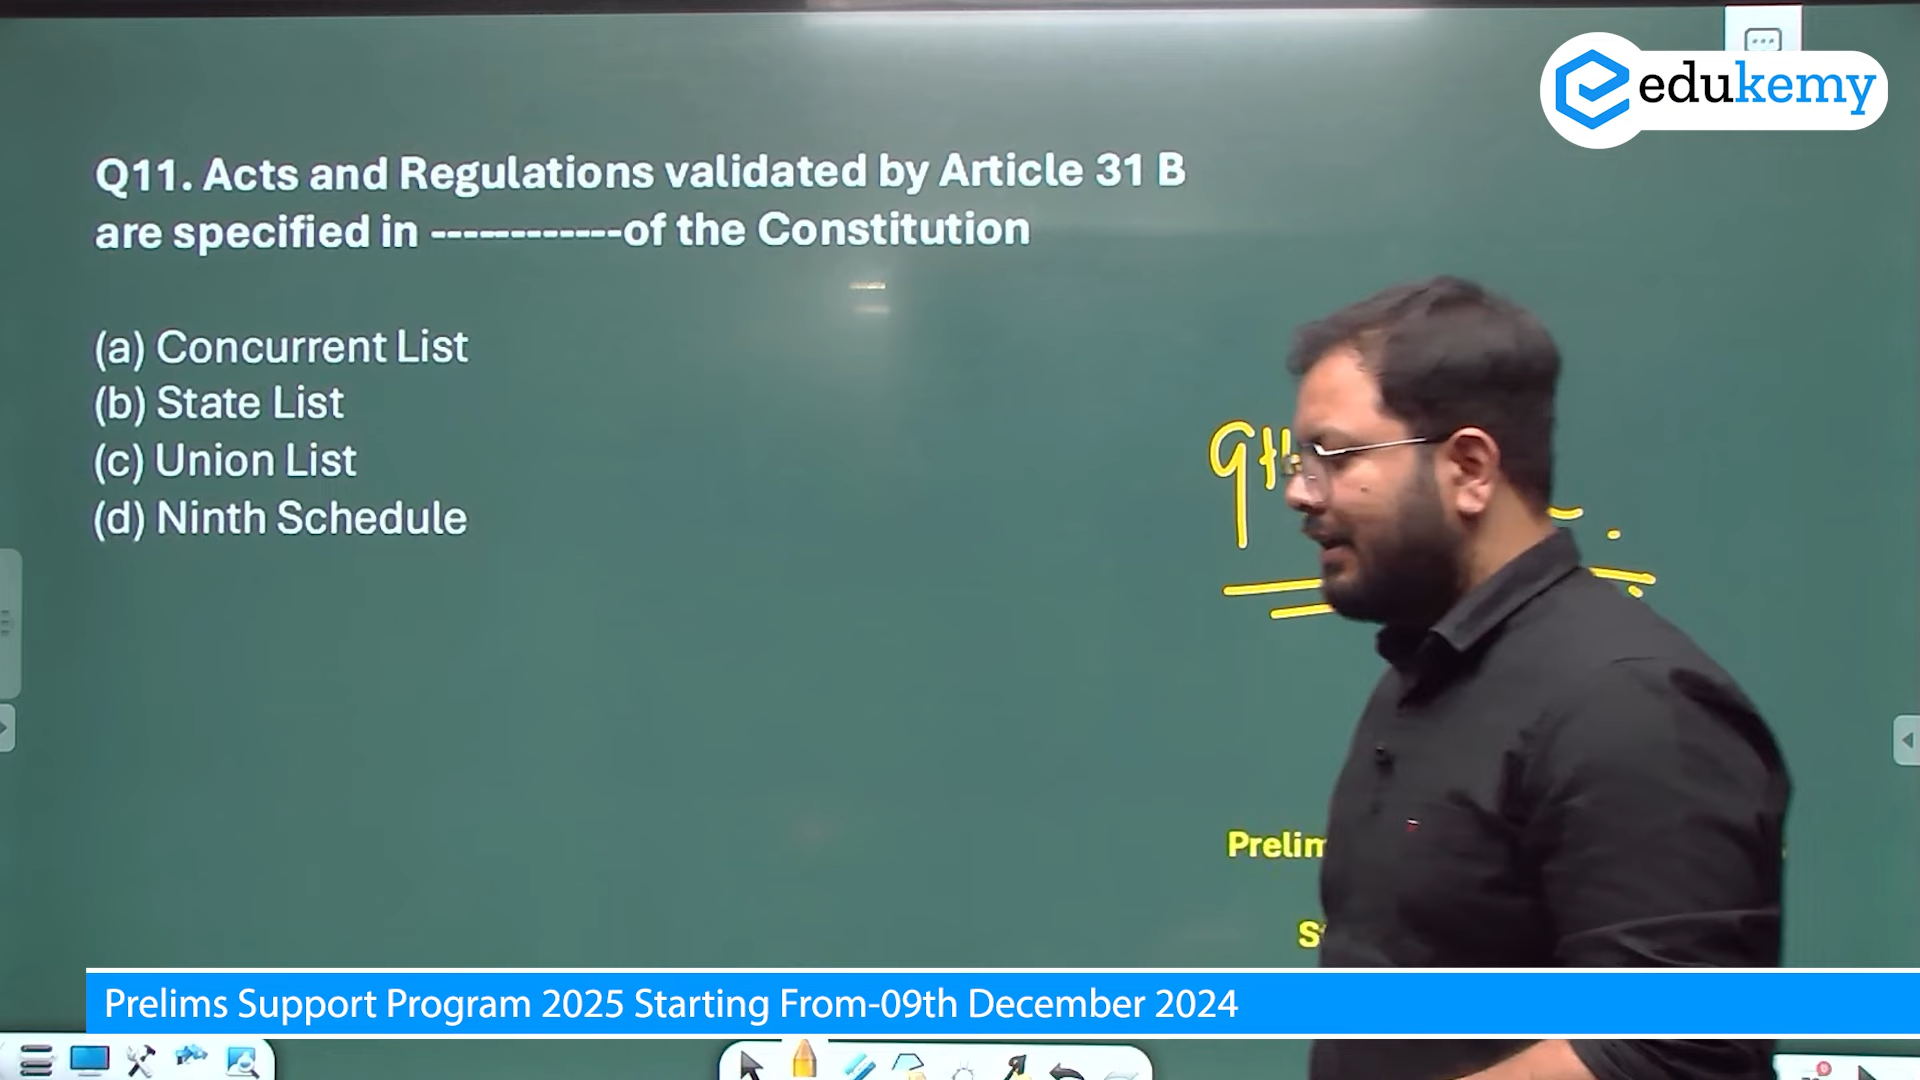 edukemy
Q11. Acts and Regulations validated by Article 31 B
are specified in ------------of the Constitution
(a) Concurrent List
(b) State List
(c) Union List
(d) Ninth Schedule
9th
Prelims Support Program 2025 Starting From-09th December 2024